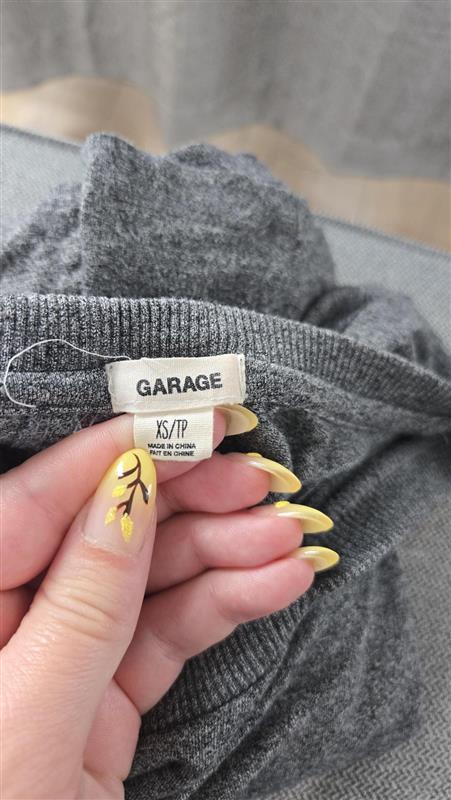 GARAGE
XS/TP
MADE IN CHINA
FAIT EN CHINE